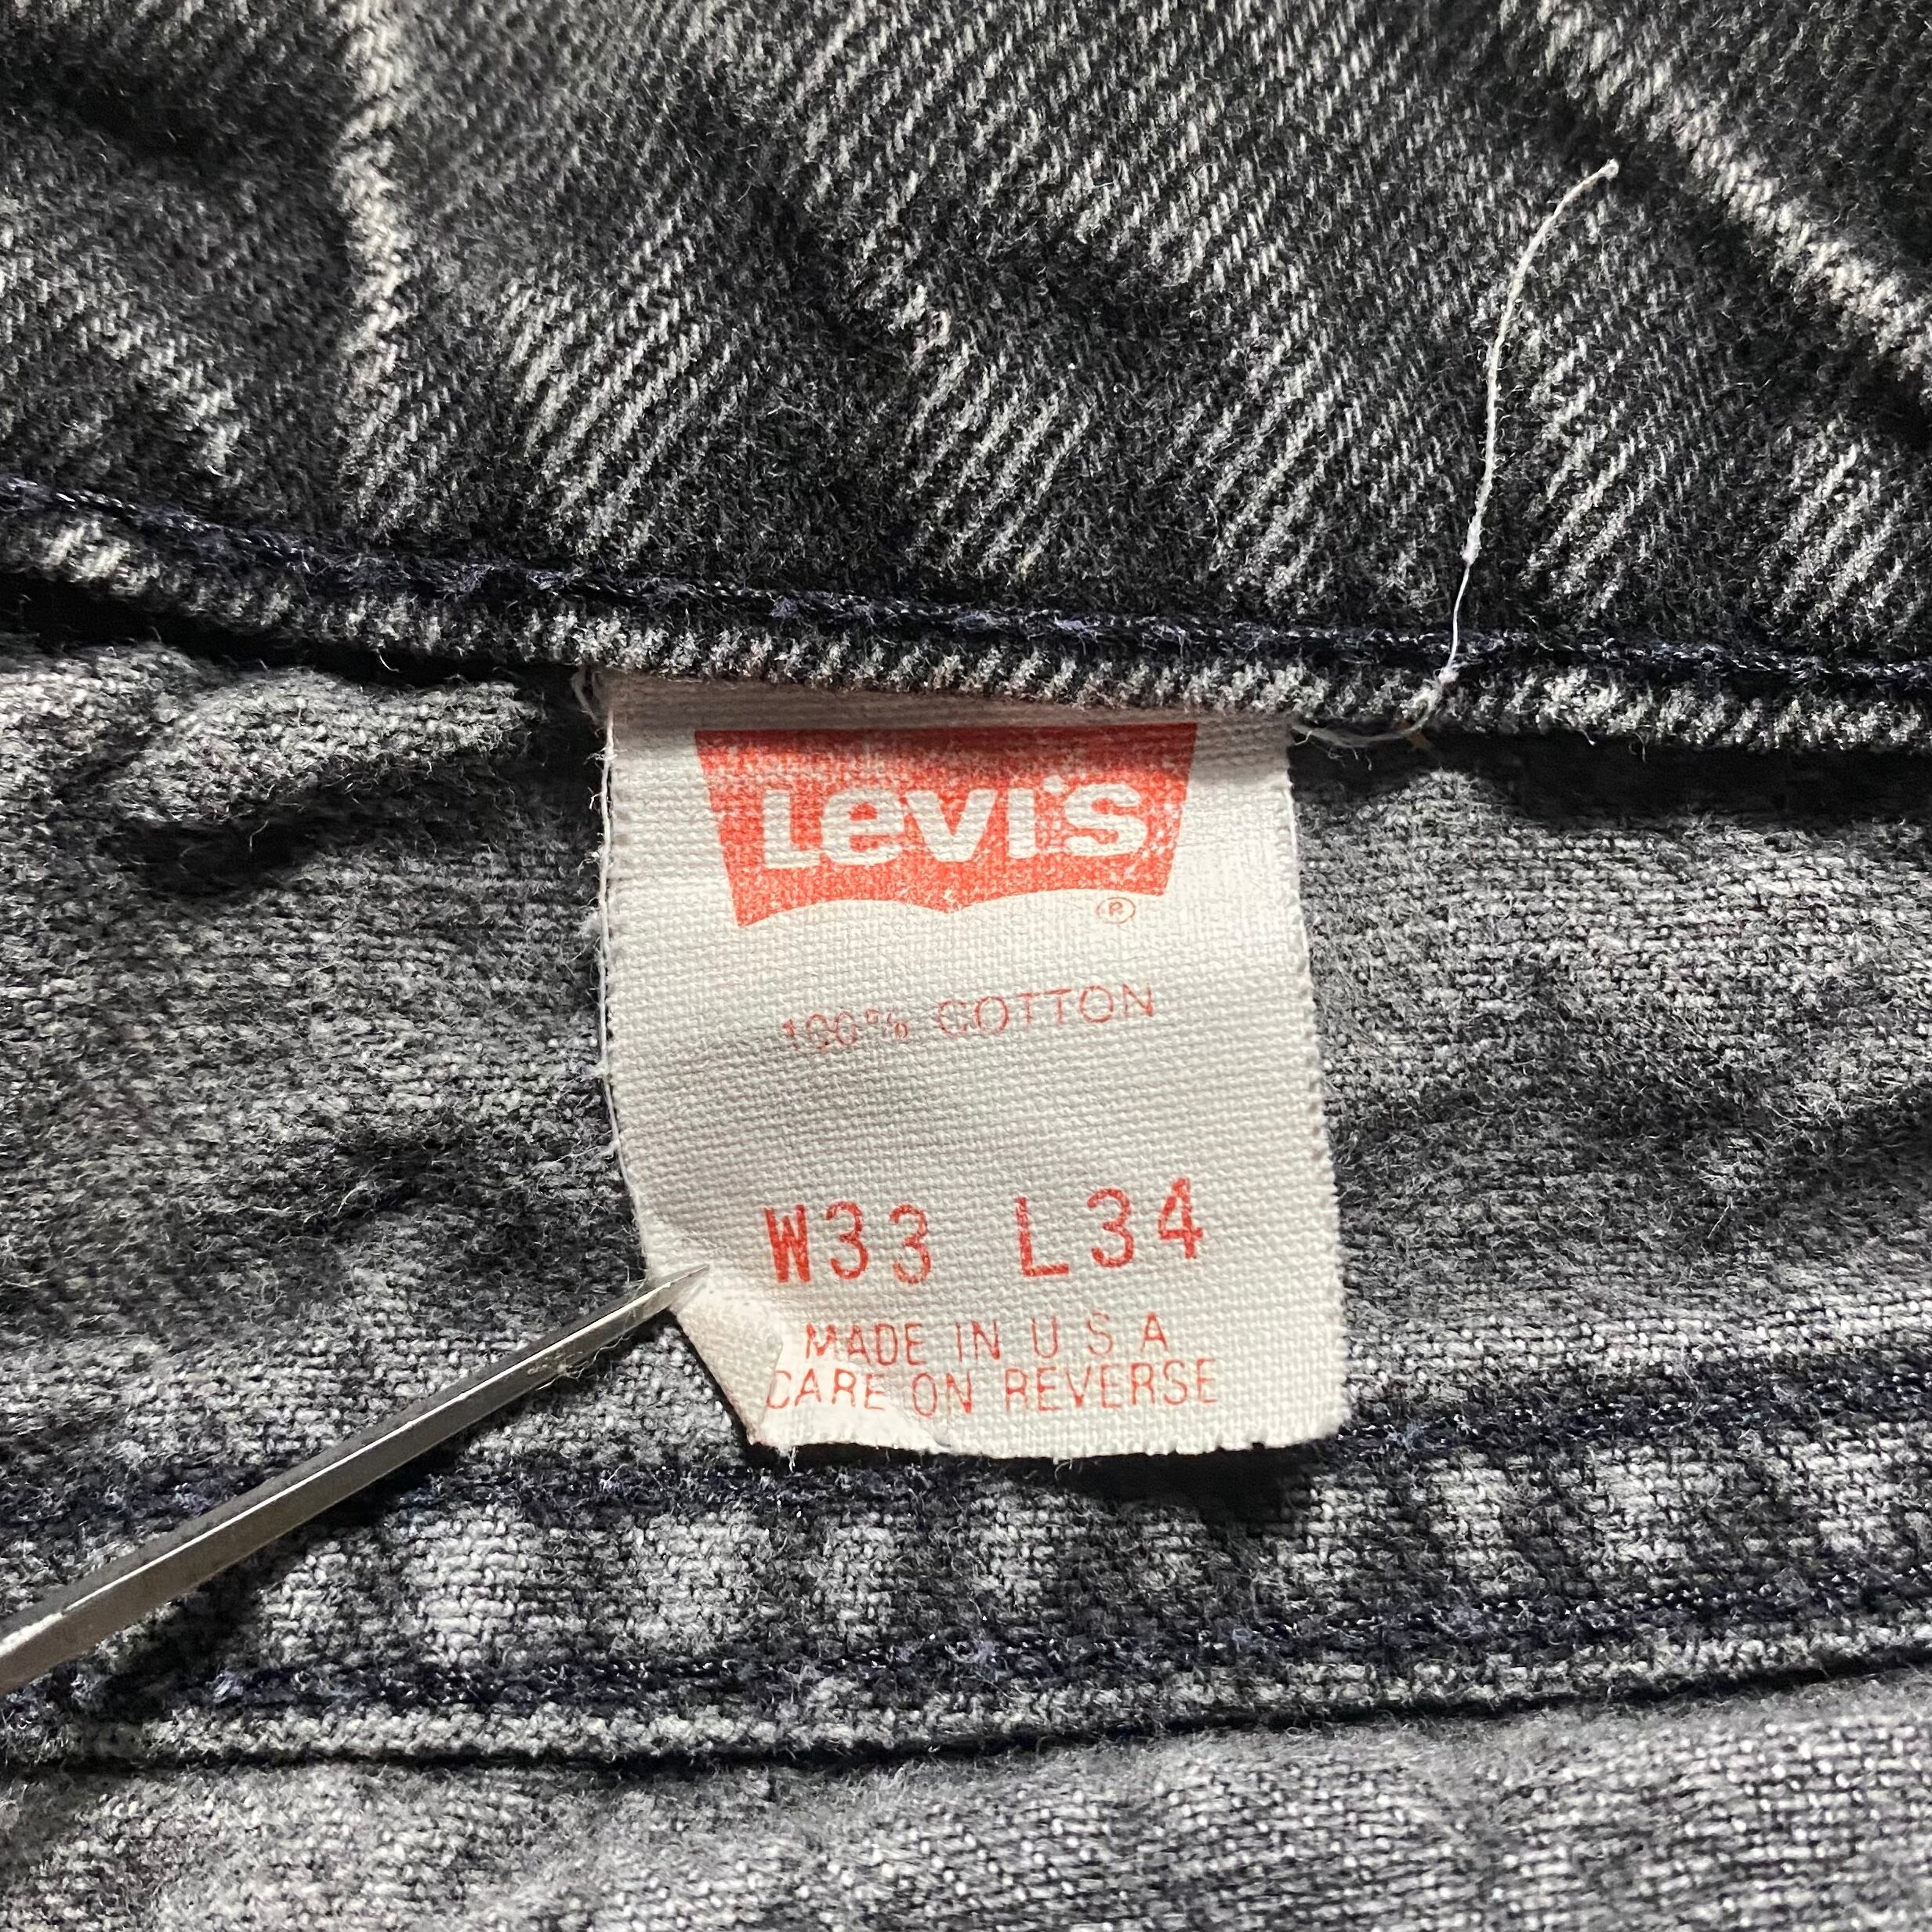 Levi's
®
100% COTTON
W33 L34
MADE IN U S A
CARE ON REVERSE